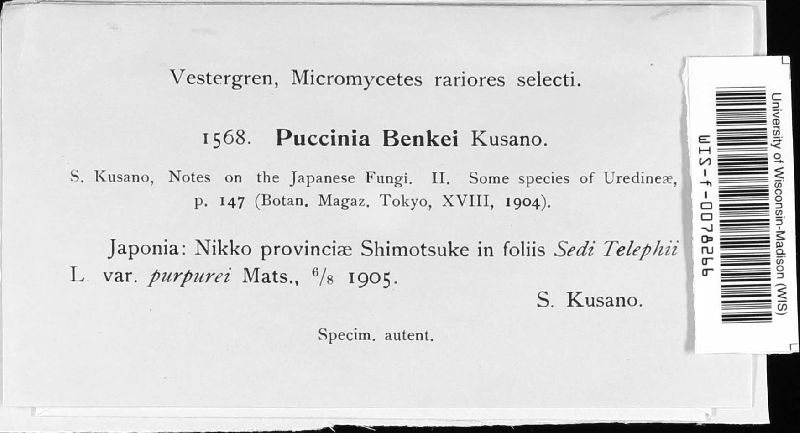 Vestergren, Micromycetes rariores selecti.
1568. Puccinia Benkei Kusano.
S. Kusano, Notes on the Japanese Fungi. II. Some species of Uredineæ,
p. 147 (Botan. Magaz. Tokyo, XVIII, 1904).
Japonia: Nikko provinciæ Shimotsuke in foliis Sedi Telephii
L. var. purpurei Mats., 6/8 1905.
S. Kusano.
Specim. autent.
University of Wisconsin-Madison (WIS)
WIS-f-0078266